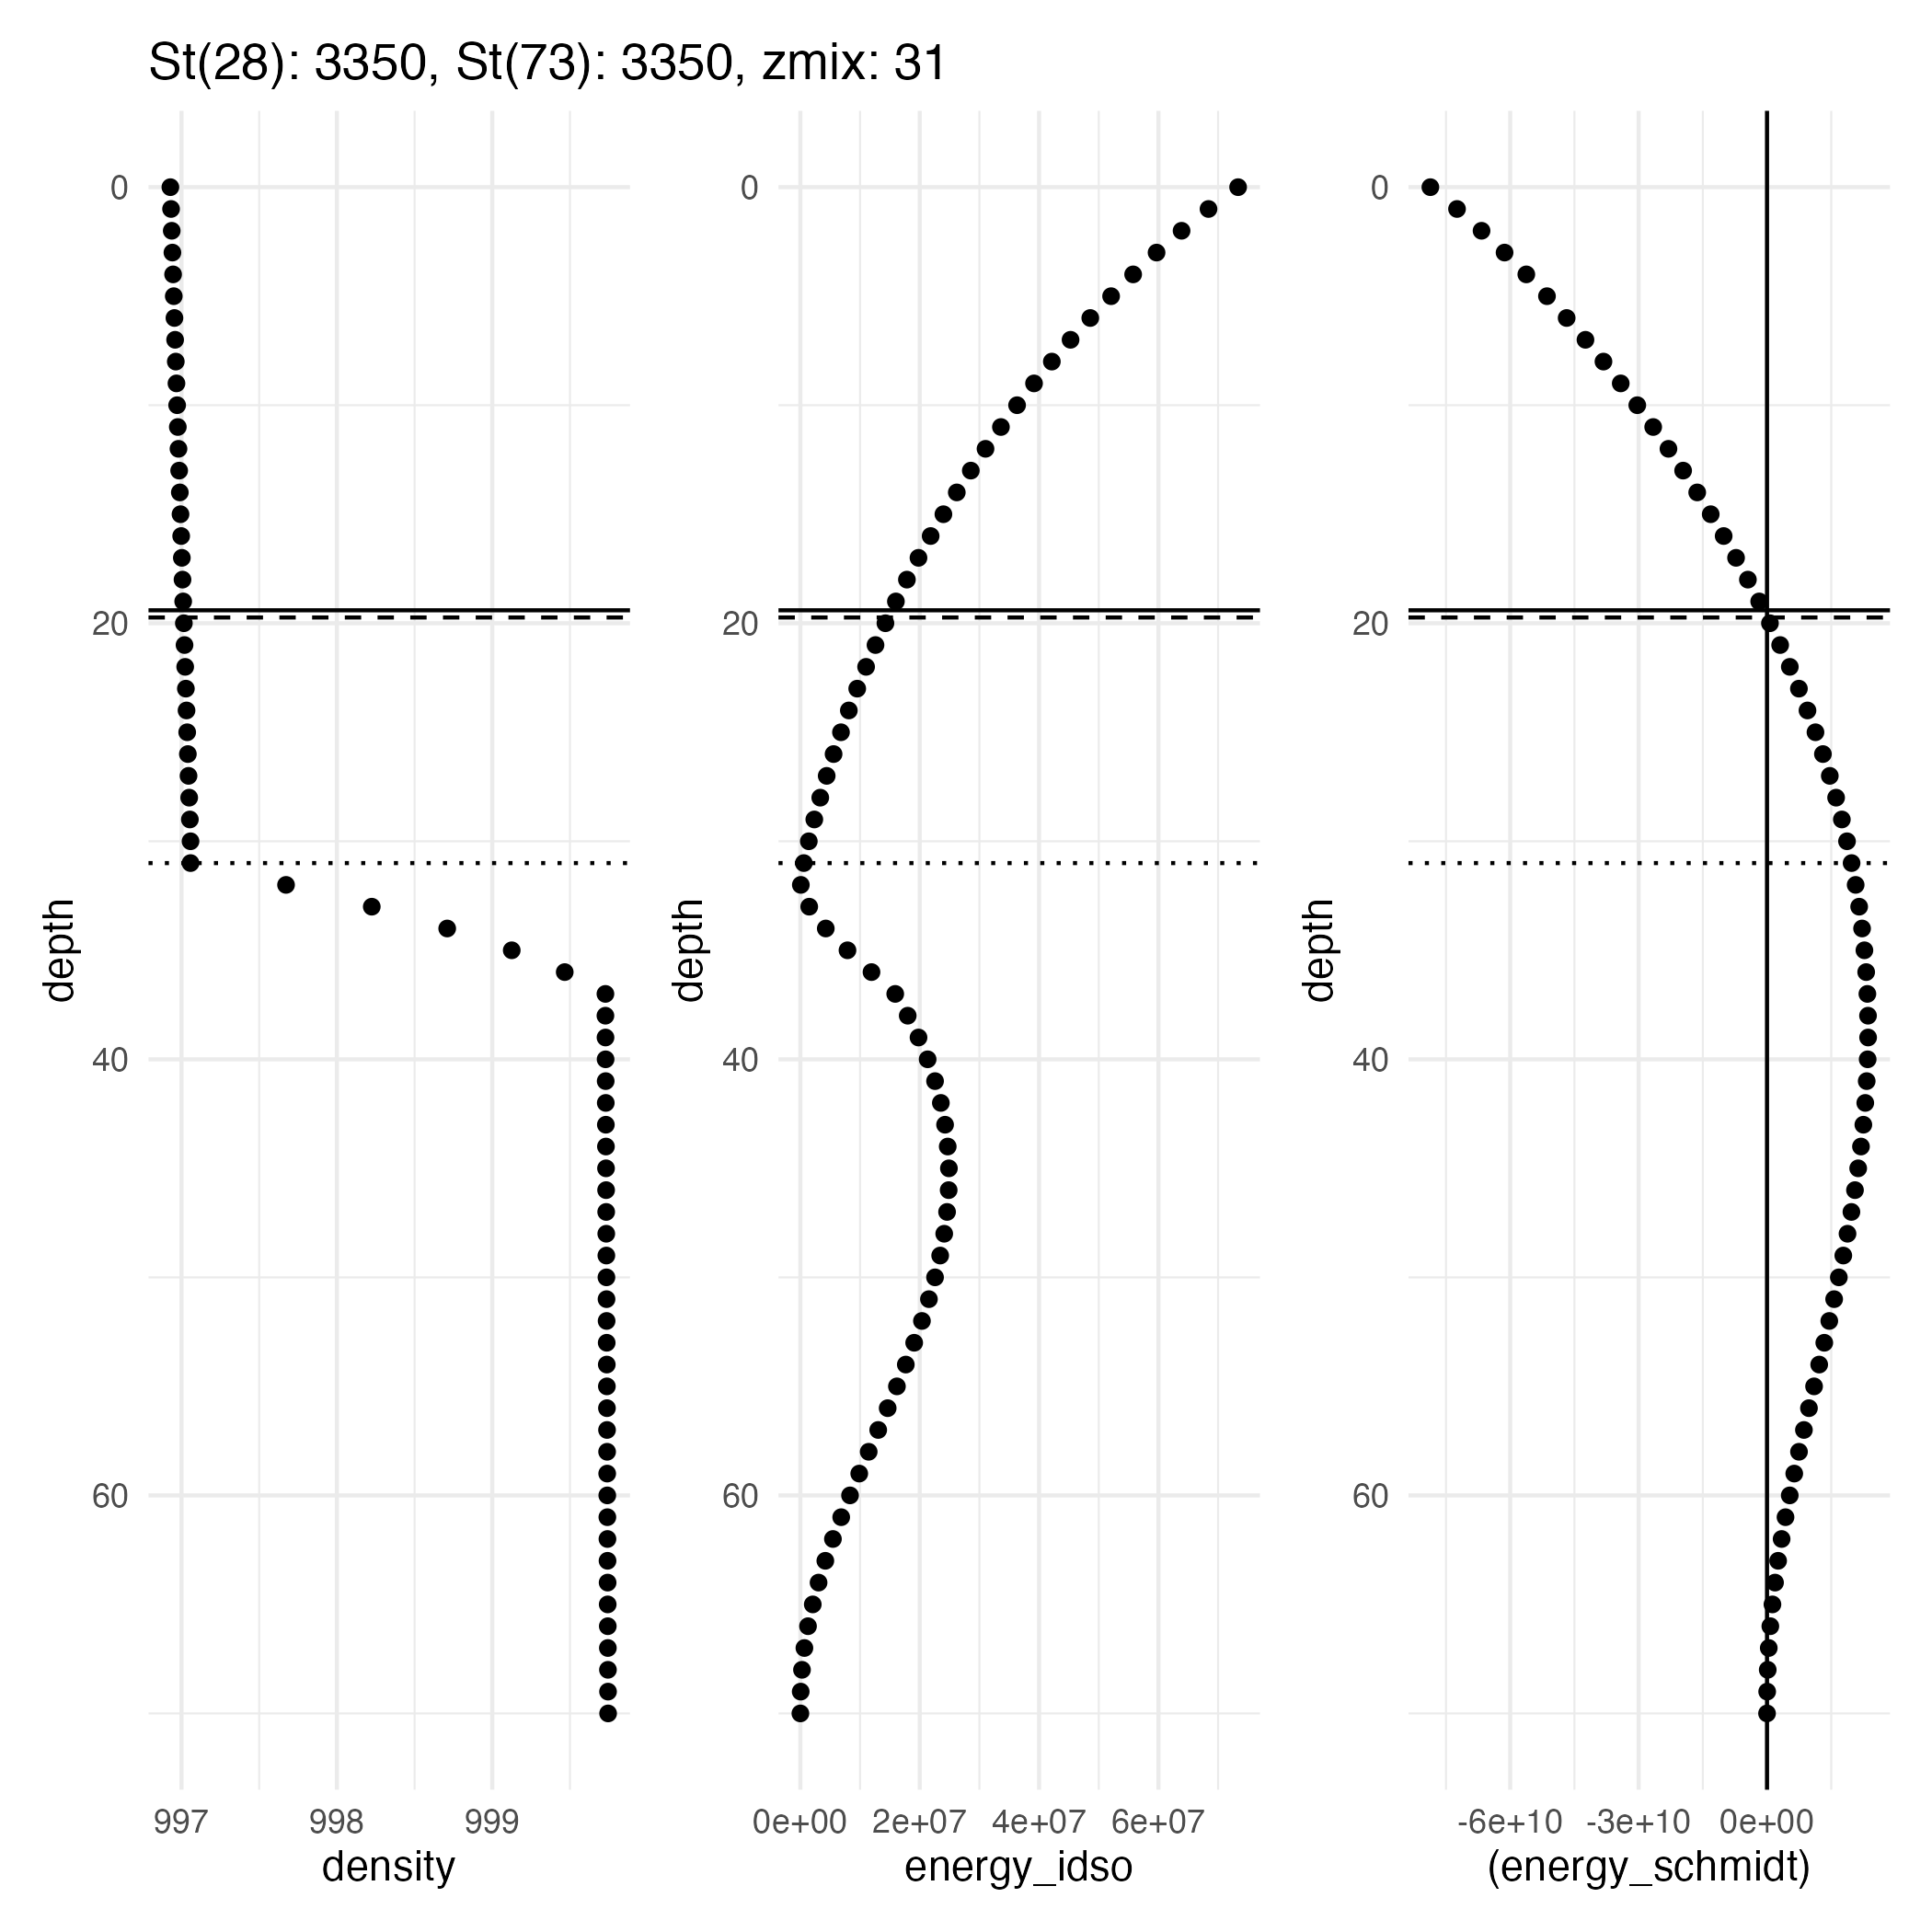 St(28): 3350, St(73): 3350, zmix: 31
depth
0
20
40
60
997 998 999
density
depth
0
20
40
60
0e+00 2e+07 4e+07 6e+07
energy_idso
depth
0
20
40
60
-6e+10 -3e+10 0e+00
(energy_schmidt)